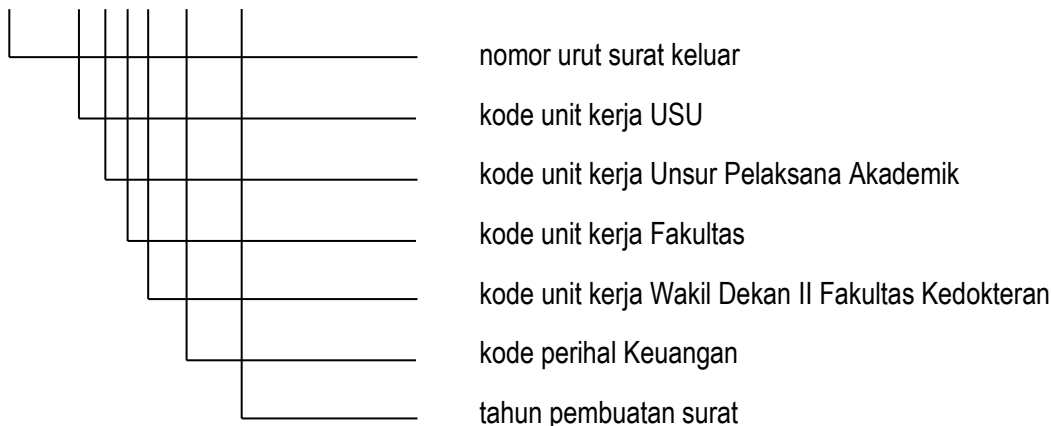 nomor urut surat keluar
kode unit kerja USU
kode unit kerja Unsur Pelaksana Akademik
kode unit kerja Fakultas
kode unit kerja Wakil Dekan II Fakultas Kedokteran
kode perihal Keuangan
tahun pembuatan surat